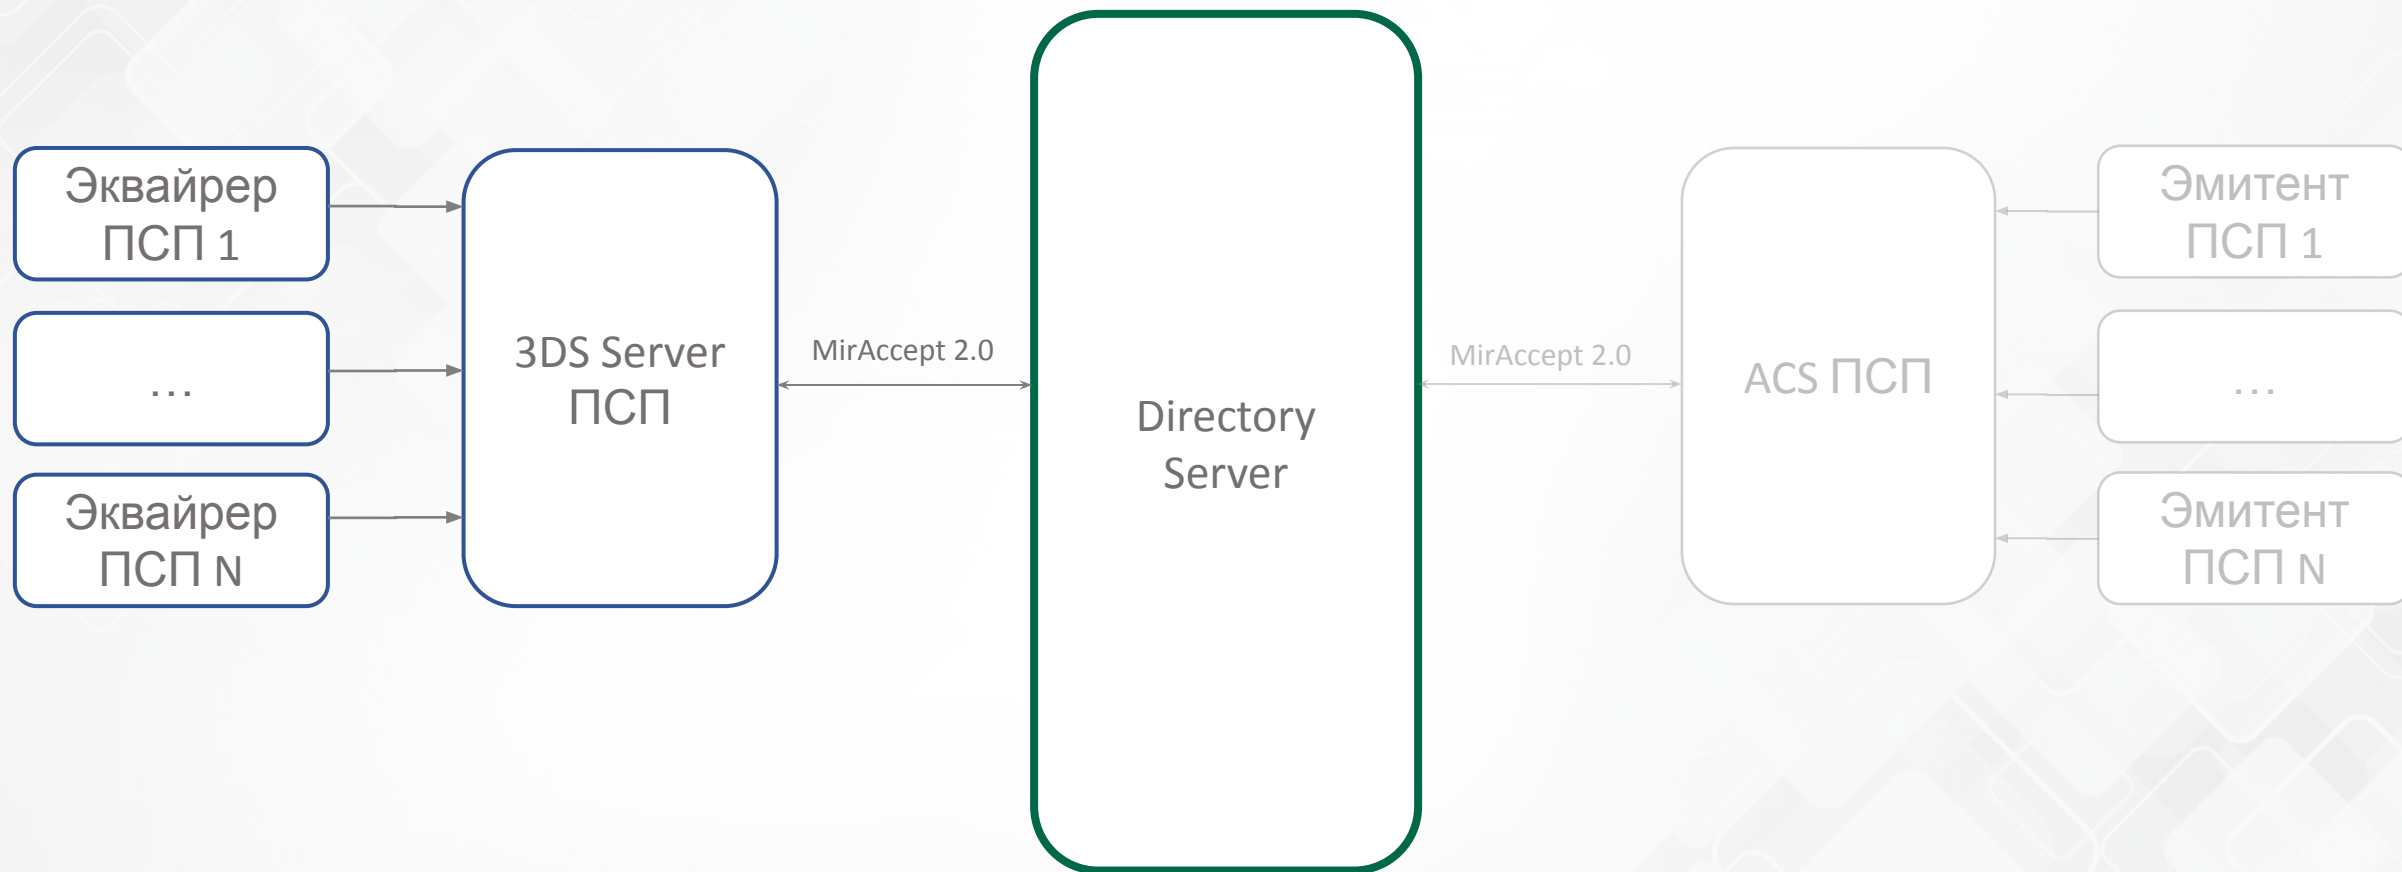 Эквайрер
ПСП 1
…
Эквайрер
ПСП N
3DS Server
ПСП
MirAccept 2.0
Directory
Server
MirAccept 2.0
ACS ПСП
Эмитент
ПСП 1
…
Эмитент
ПСП N